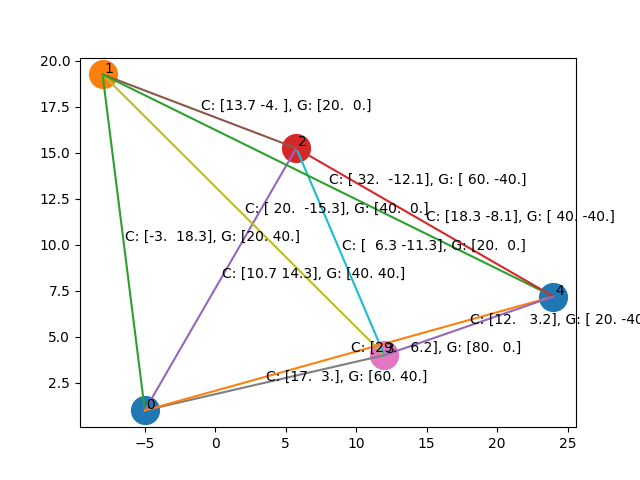 20.0
17.5
15.0
12.5
10.0
7.5
5.0
2.5
−5
0
5
10
15
20
25
1
C: [13.7 -4. ], G: [20.  0.]
2
C: [ 32.  -12.1], G: [ 60. -40.]
C: [ 20.  -15.3], G: [40.  0.]
C: [18.3 -8.1], G: [ 40. -40.]
C: [-3.  18.3], G: [20. 40.]
C: [  6.3 -11.3], G: [20.  0.]
C: [10.7 14.3], G: [40. 40.]
4
C: [12.   3.2], G: [ 20. -40
C: [29.   6.2], G: [80.  0.]
3
C: [17.  3.], G: [60. 40.]
0